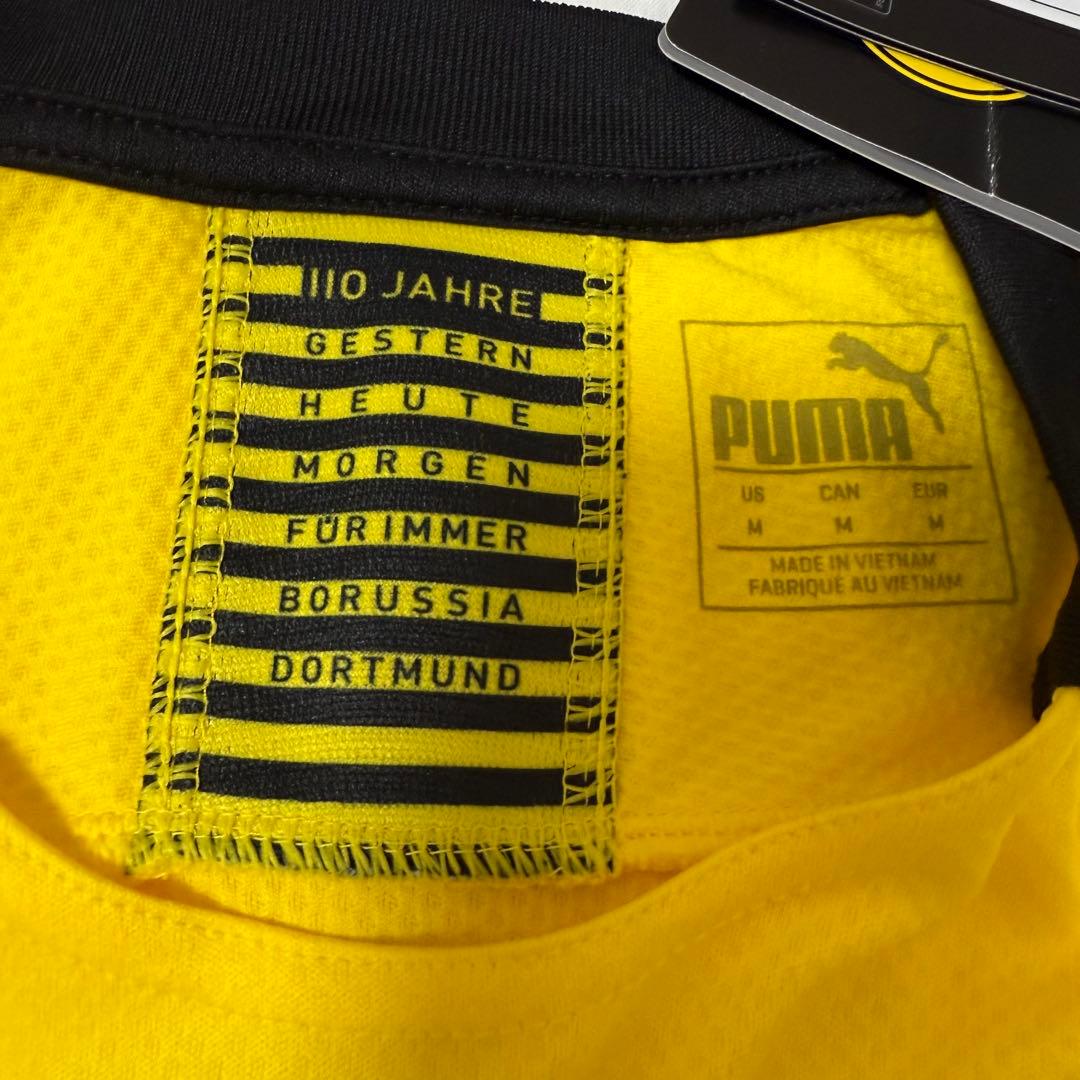 110 JAHRE
GESTERN
HEUTE
MORGEN
FÜR IMMER
BORUSSIA
DORTMUND
PUMA
US CAN EUR
M M M
MADE IN VIETNAM
FABRIQUÉ AU VIETNAM